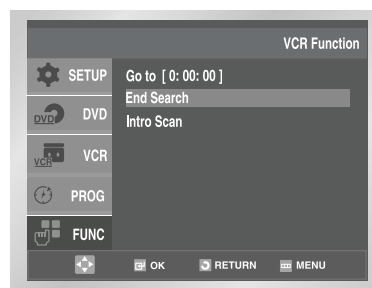 VCR Function
SETUP
Go to [ 0: 00: 00 ]
End Search
DVD DVD
Intro Scan
VCR VCR
PROG
FUNC
OK RETURN MENU